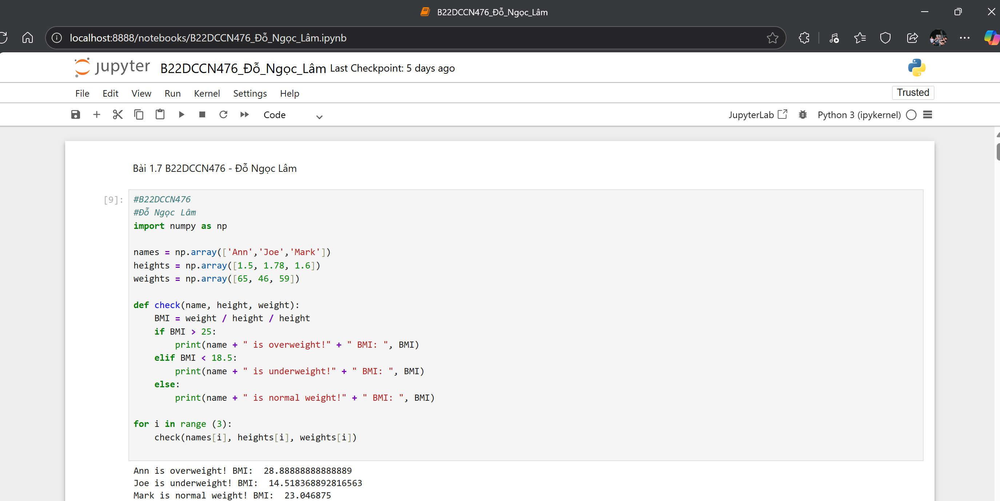 B22DCCN476_Đỗ_Ngọc_Lâm
localhost:8888/notebooks/B22DCCN476_Đỗ_Ngọc_Lâm.ipynb
jupyter B22DCCN476_Đỗ_Ngọc_Lâm Last Checkpoint: 5 days ago
File Edit View Run Kernel Settings Help
Trusted
Code JupyterLab Python 3 (ipykernel)
Bài 1.7 B22DCCN476 - Đỗ Ngọc Lâm
[9]: #B22DCCN476
#Đỗ Ngọc Lâm
import numpy as np
names = np.array(['Ann','Joe','Mark'])
heights = np.array([1.5, 1.78, 1.6])
weights = np.array([65, 46, 59])
def check(name, height, weight):
    BMI = weight / height / height
    if BMI > 25:
        print(name + " is overweight!" + " BMI: ", BMI)
    elif BMI < 18.5:
        print(name + " is underweight!" + " BMI: ", BMI)
    else:
        print(name + " is normal weight!" + " BMI: ", BMI)
for i in range (3):
    check(names[i], heights[i], weights[i])
Ann is overweight! BMI:  28.88888888888889
Joe is underweight! BMI:  14.518368892816563
Mark is normal weight! BMI:  23.046875